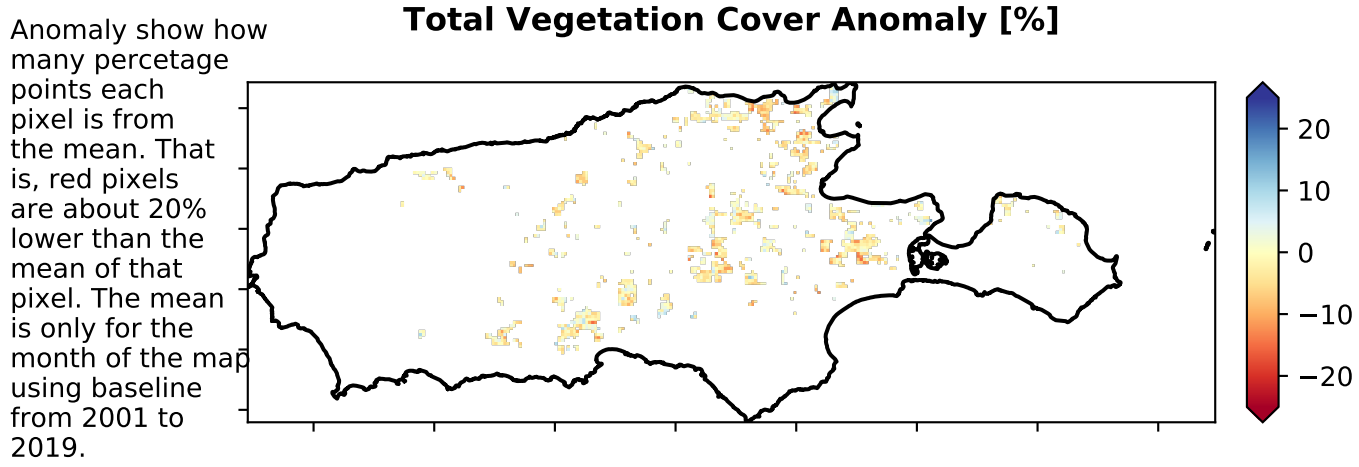 Total Vegetation Cover Anomaly [%]
Anomaly show how
many percetage
points each
pixel is from
the mean. That
is, red pixels
are about 20%
lower than the
mean of that
pixel. The mean
is only for the
month of the map
using baseline
from 2001 to
2019.
20
10
0
−10
−20